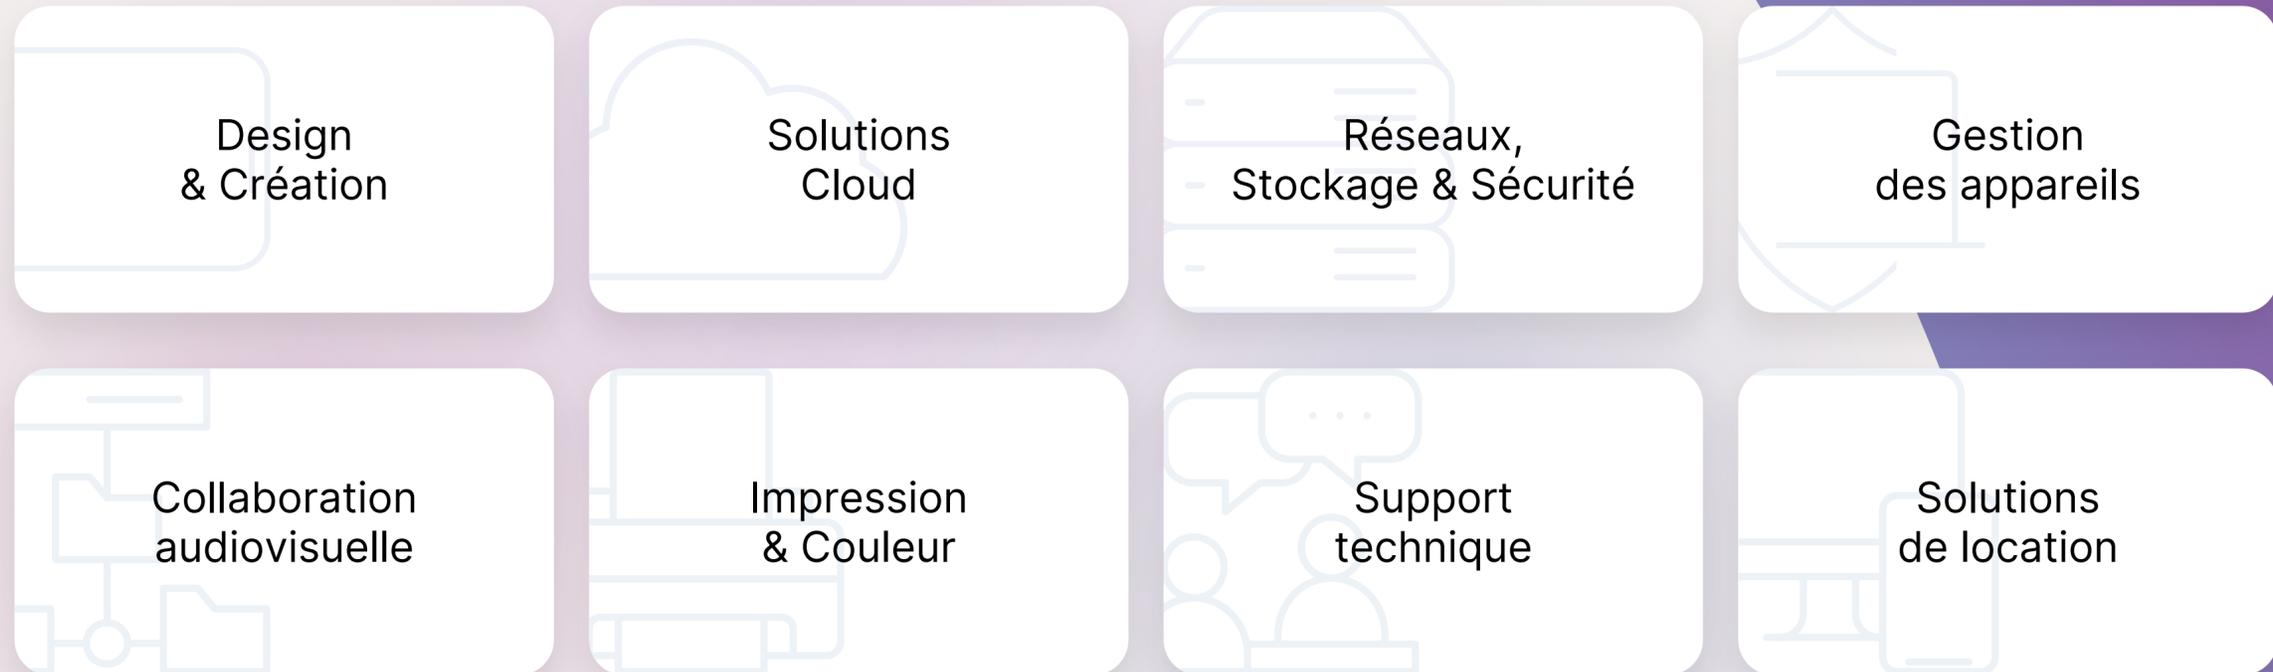 Design
& Création
Solutions
Cloud
Réseaux,
Stockage & Sécurité
Gestion
des appareils
Collaboration
audiovisuelle
Impression
& Couleur
Support
technique
Solutions
de location